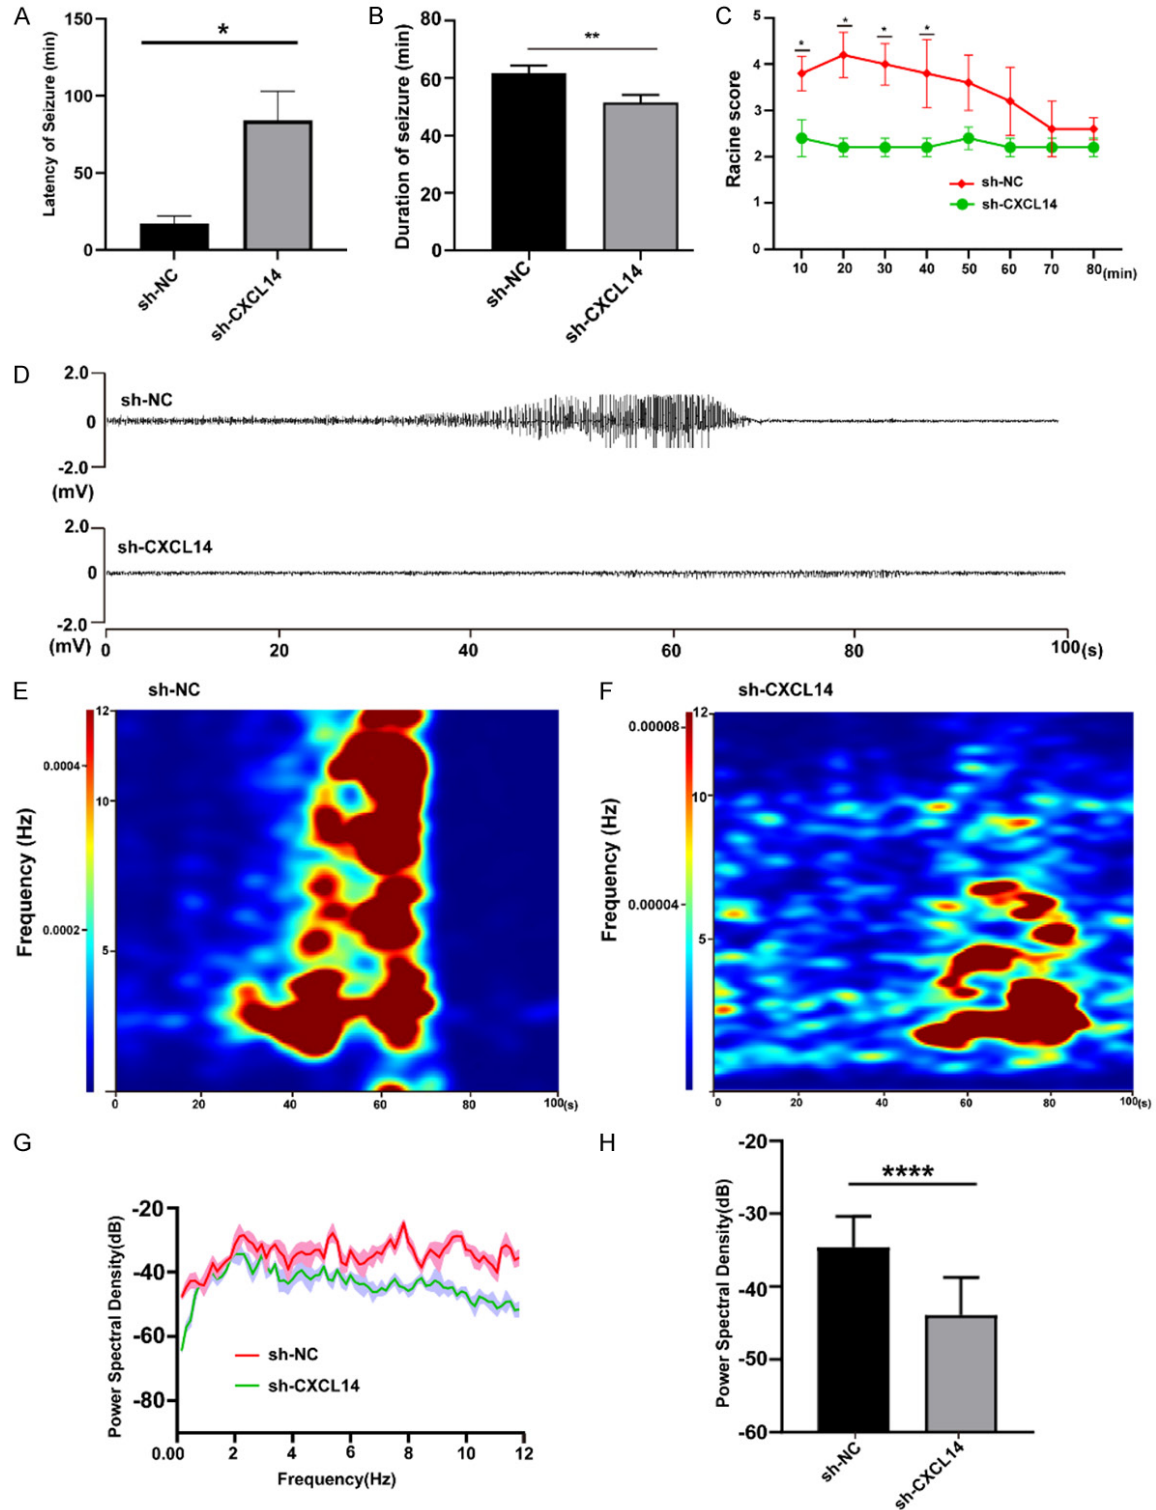 A
Latency of Seizure (min)
150
100
50
0
*
sh-NC
sh-CXCL14
B
Duration of seizure (min)
80
60
40
20
0
**
sh-NC
sh-CXCL14
C
Racine score
5
4
3
2
1
0
* * * *
sh-NC
sh-CXCL14
10 20 30 40 50 60 70 80 (min)
D
2.0
0
-2.0
(mV)
sh-NC
2.0
0
-2.0
(mV)
sh-CXCL14
0 20 40 60 80 100 (s)
E
sh-NC
Frequency (Hz)
0.0004
0.0002
12
10
5
0 20 40 60 80 100 (s)
F
sh-CXCL14
Frequency (Hz)
0.00008
0.00004
12
10
5
0 20 40 60 80 100 (s)
G
Power Spectral Density(dB)
-20
-40
-60
-80
sh-NC
sh-CXCL14
0.00 2 4 6 8 10 12
Frequency(Hz)
H
Power Spectral Density(dB)
-20
-30
-40
-50
-60
****
sh-NC
sh-CXCL14